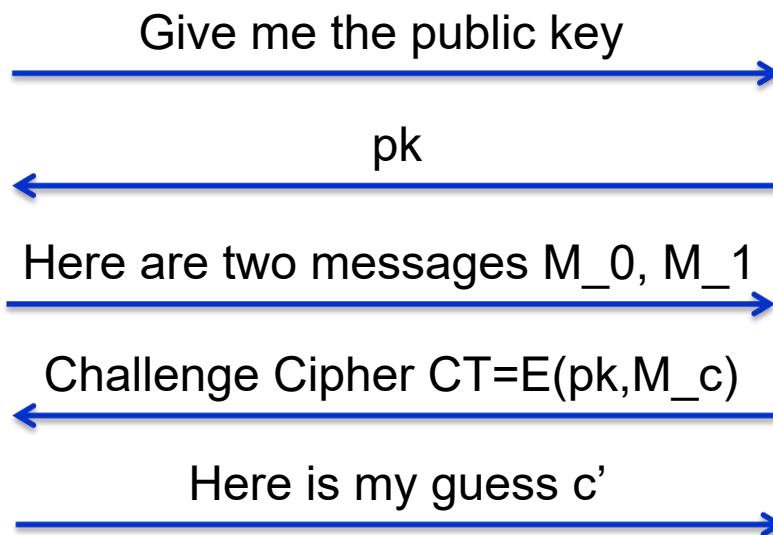 Give me the public key
pk
Here are two messages M_0, M_1
Challenge Cipher CT=E(pk,M_c)
Here is my guess c’